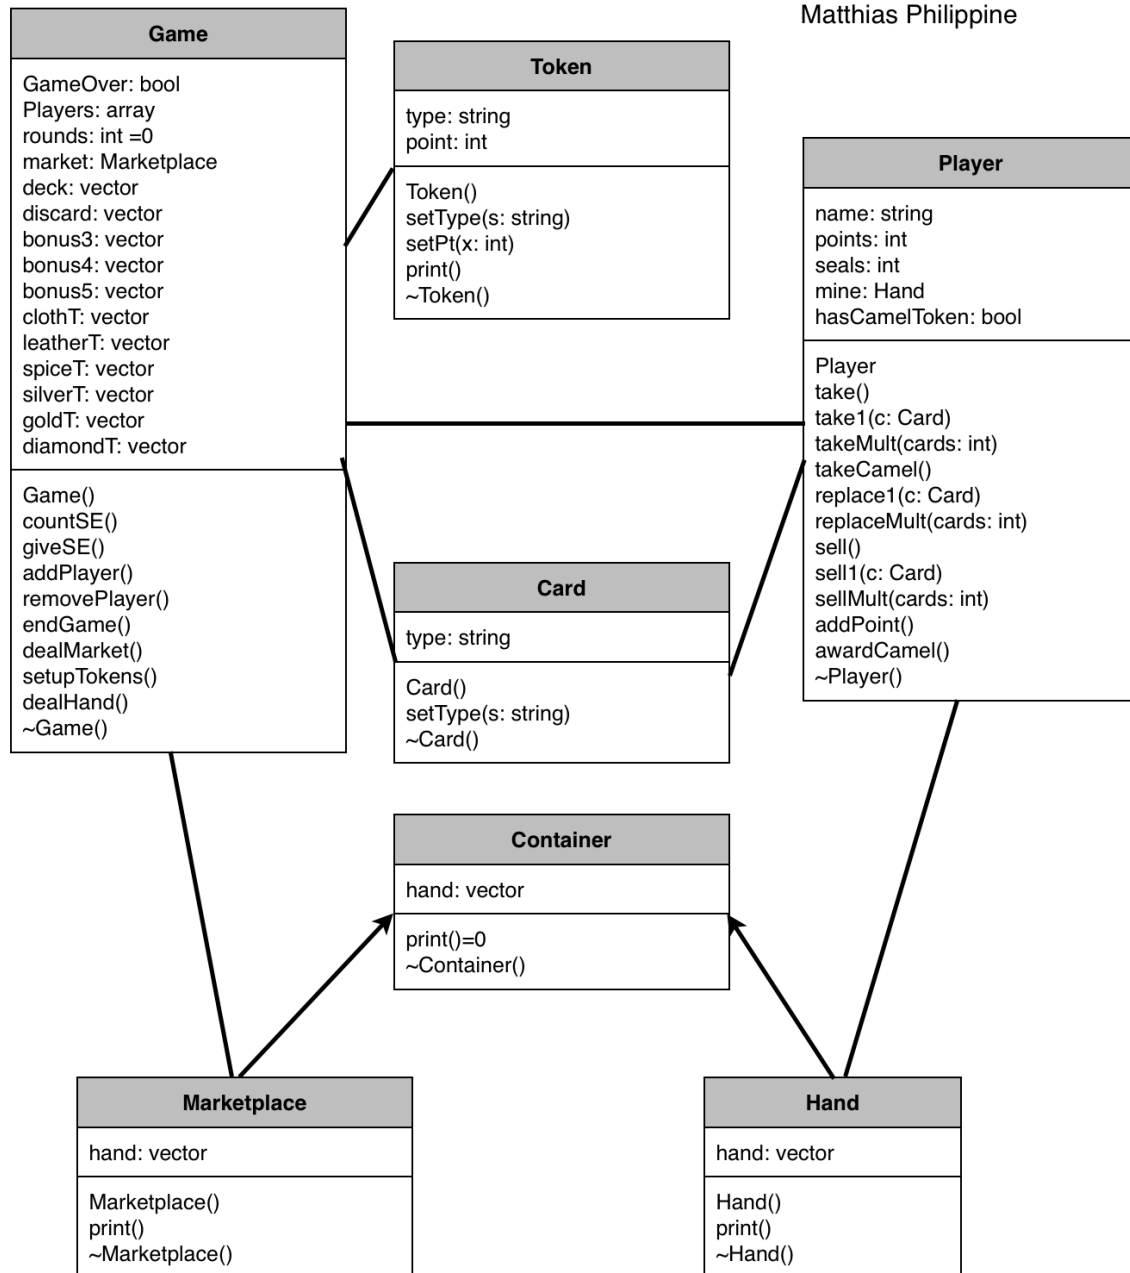 Matthias Philippine
Game
GameOver: bool
Players: array
rounds: int =0
market: Marketplace
deck: vector
discard: vector
bonus3: vector
bonus4: vector
bonus5: vector
clothT: vector
leatherT: vector
spiceT: vector
silverT: vector
goldT: vector
diamondT: vector
Game()
countSE()
giveSE()
addPlayer()
removePlayer()
endGame()
dealMarket()
setupTokens()
dealHand()
~Game()
Token
type: string
point: int
Token()
setType(s: string)
setPt(x: int)
print()
~Token()
Player
name: string
points: int
seals: int
mine: Hand
hasCamelToken: bool
Player
take()
take1(c: Card)
takeMult(cards: int)
takeCamel()
replace1(c: Card)
replaceMult(cards: int)
sell()
sell1(c: Card)
sellMult(cards: int)
addPoint()
awardCamel()
~Player()
Card
type: string
Card()
setType(s: string)
~Card()
Container
hand: vector
print()=0
~Container()
Marketplace
hand: vector
Marketplace()
print()
~Marketplace()
Hand
hand: vector
Hand()
print()
~Hand()